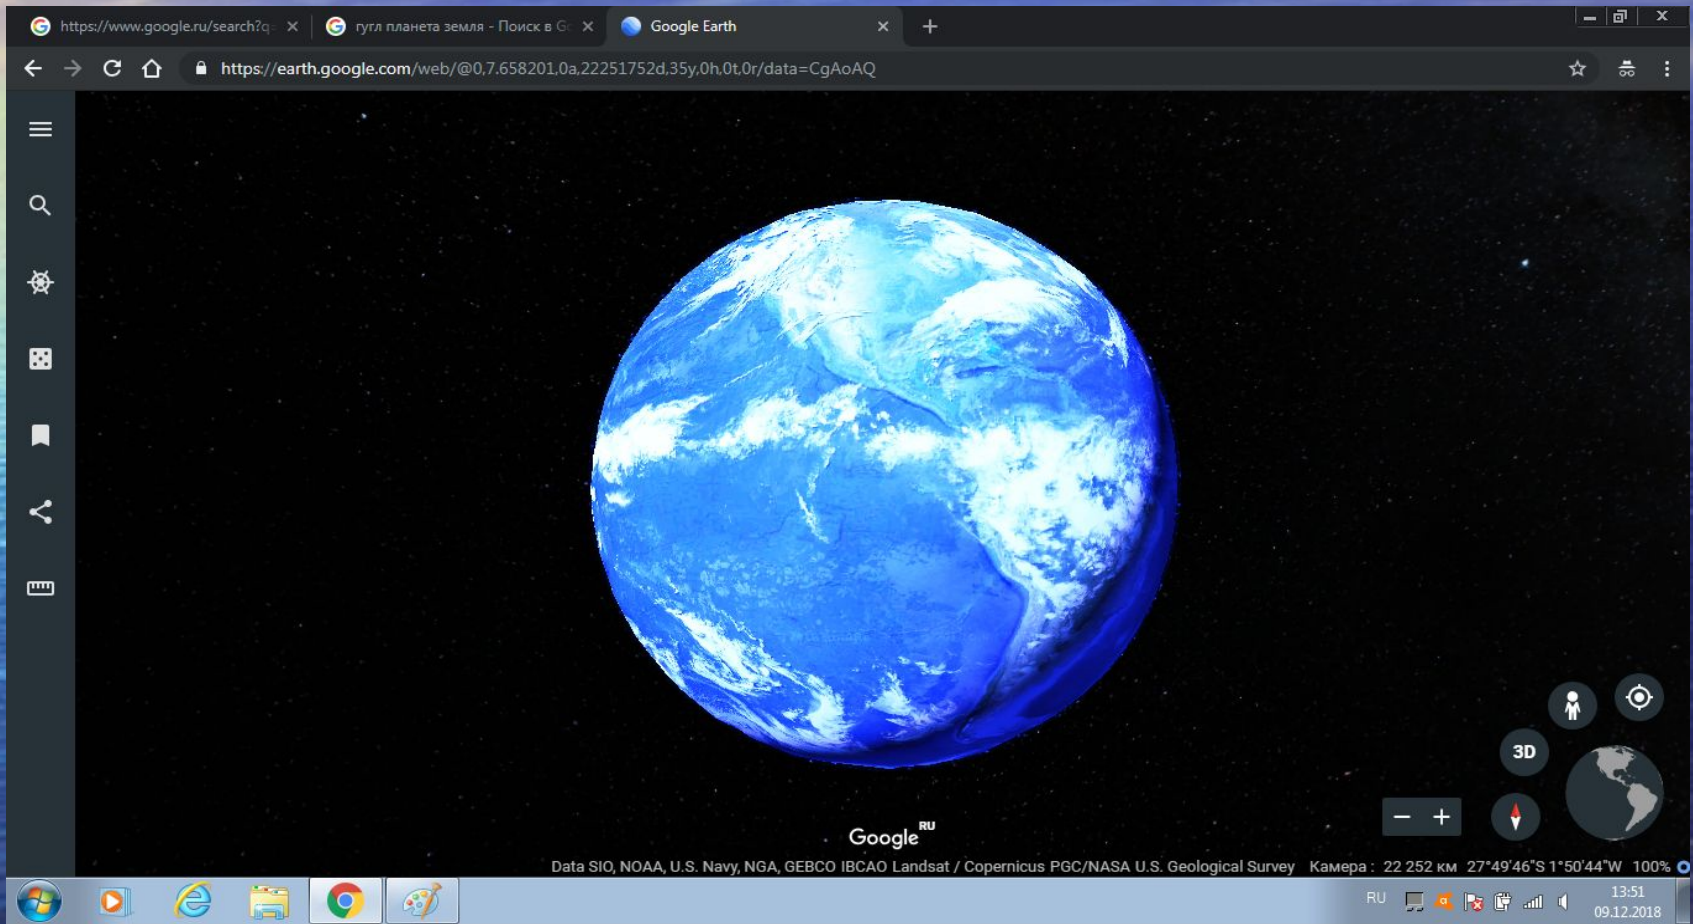 https://www.google.ru/search?q=
гугл планета земля - Поиск в Go
Google Earth
https://earth.google.com/web/@0,7.658201,0a,22251752d,35y,0h,0t,0r/data=CgAoAQ
3D
Google RU
Data SIO, NOAA, U.S. Navy, NGA, GEBCO IBCAO Landsat / Copernicus PGC/NASA U.S. Geological Survey Камера : 22 252 км 27°49'46"S 1°50'44"W 100%
RU
13:51
09.12.2018